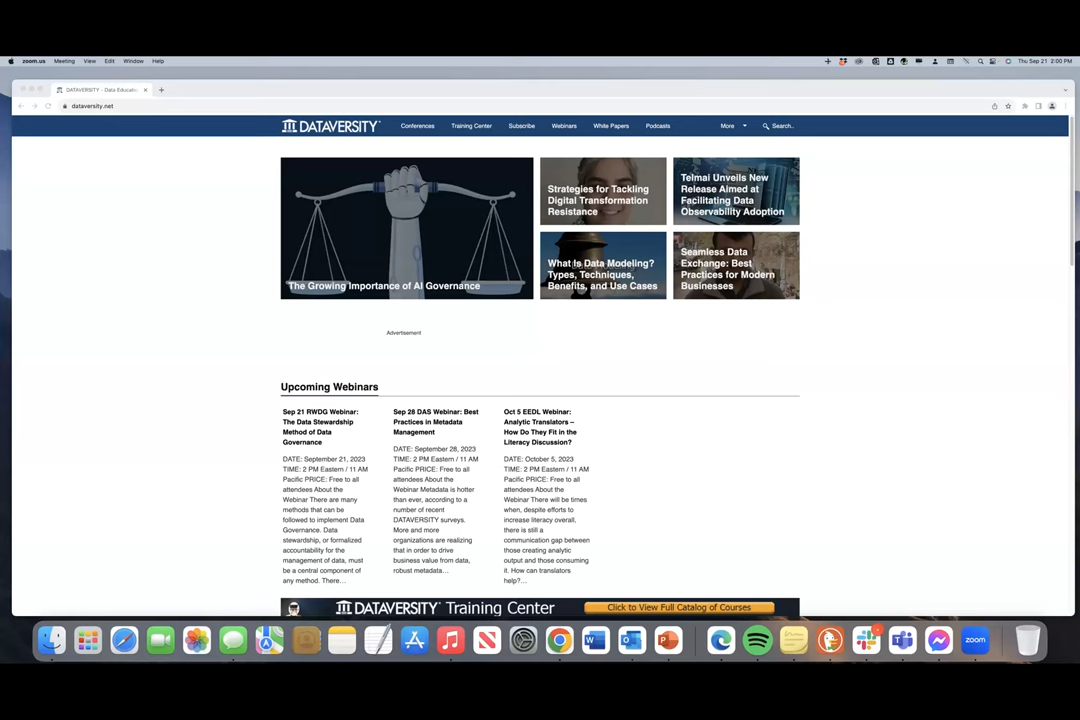 zoom.us Meeting View Edit Window Help
Thu Sep 21 2:00 PM
DATAVERSITY - Data Educati
dataversity.net
DATAVERSITY
Conferences Training Center Subscribe Webinars White Papers Podcasts More Search..
The Growing Importance of AI Governance
Strategies for Tackling
Digital Transformation
Resistance
Telmai Unveils New
Release Aimed at
Facilitating Data
Observability Adoption
What Is Data Modeling?
Types, Techniques,
Benefits, and Use Cases
Seamless Data
Exchange: Best
Practices for Modern
Businesses
Advertisement
Upcoming Webinars
Sep 21 RWDG Webinar:
The Data Stewardship
Method of Data
Governance
DATE: September 21, 2023
TIME: 2 PM Eastern / 11 AM
Pacific PRICE: Free to all
attendees About the
Webinar There are many
methods that can be
followed to implement Data
Governance. Data
stewardship, or formalized
accountability for the
management of data, must
be a central component of
any method. There…
Sep 28 DAS Webinar: Best
Practices in Metadata
Management
DATE: September 28, 2023
TIME: 2 PM Eastern / 11 AM
Pacific PRICE: Free to all
attendees About the
Webinar Metadata is hotter
than ever, according to a
number of recent
DATAVERSITY surveys.
More and more
organizations are realizing
that in order to drive
business value from data,
robust metadata…
Oct 5 EEDL Webinar:
Analytic Translators –
How Do They Fit in the
Literacy Discussion?
DATE: October 5, 2023
TIME: 2 PM Eastern / 11 AM
Pacific PRICE: Free to all
attendees About the
Webinar There will be times
when, despite efforts to
increase literacy overall,
there is still a
communication gap between
those creating analytic
output and those consuming
it. How can translators
help?…
DATAVERSITY Training Center
Click to View Full Catalog of Courses
zoom